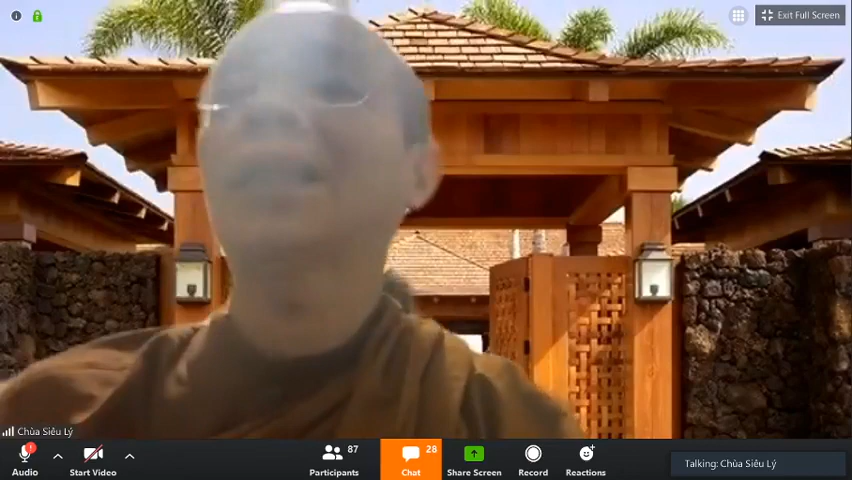 Exit Full Screen
Chùa Siêu Lý
Audio
Start Video
87
Participants
28
Chat
Share Screen
Record
Reactions
Talking: Chùa Siêu Lý